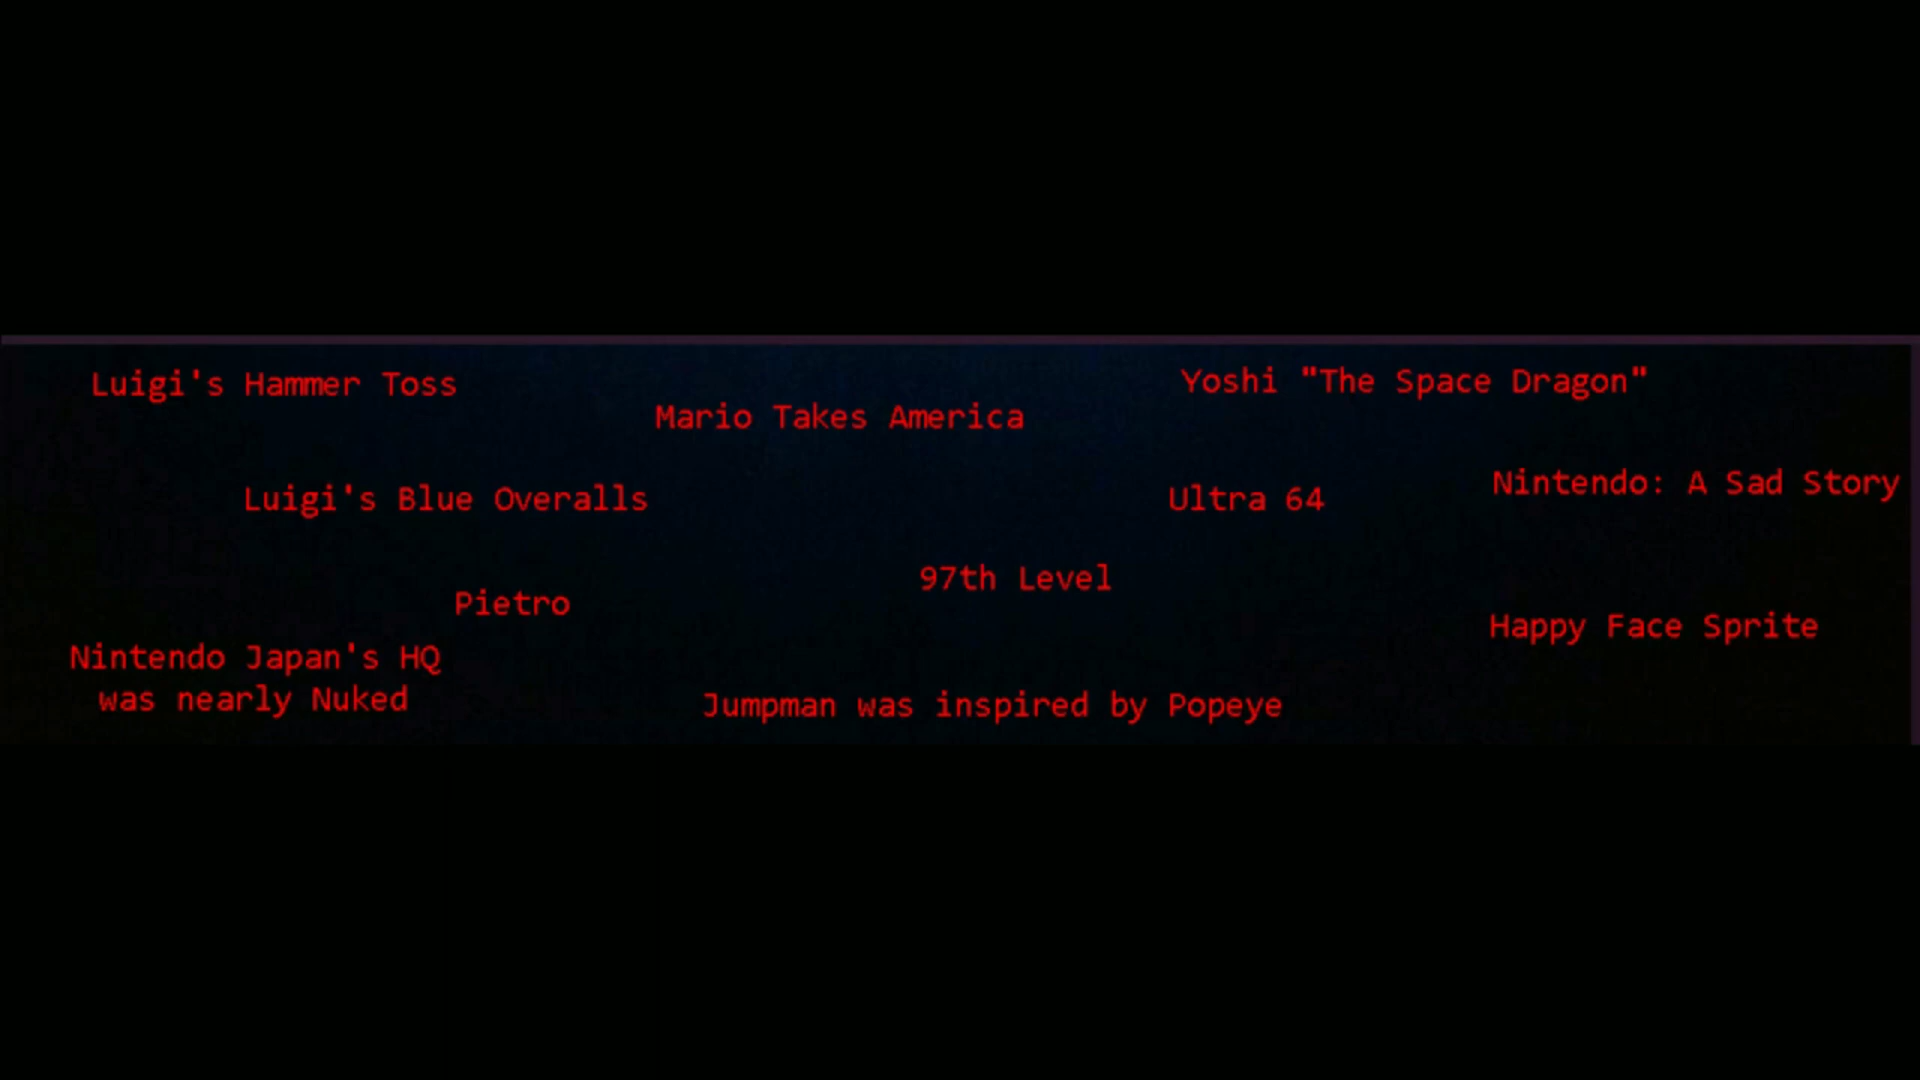 Luigi's Hammer Toss
Mario Takes America
Yoshi "The Space Dragon"
Luigi's Blue Overalls
Ultra 64
Nintendo: A Sad Story
97th Level
Pietro
Happy Face Sprite
Nintendo Japan's HQ
was nearly Nuked
Jumpman was inspired by Popeye